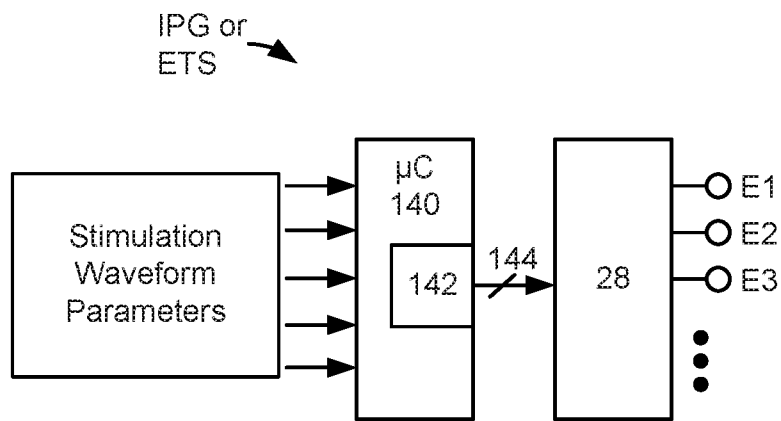 IPG or
ETS
Stimulation
Waveform
Parameters
µC
140
142
144
28
E1
E2
E3